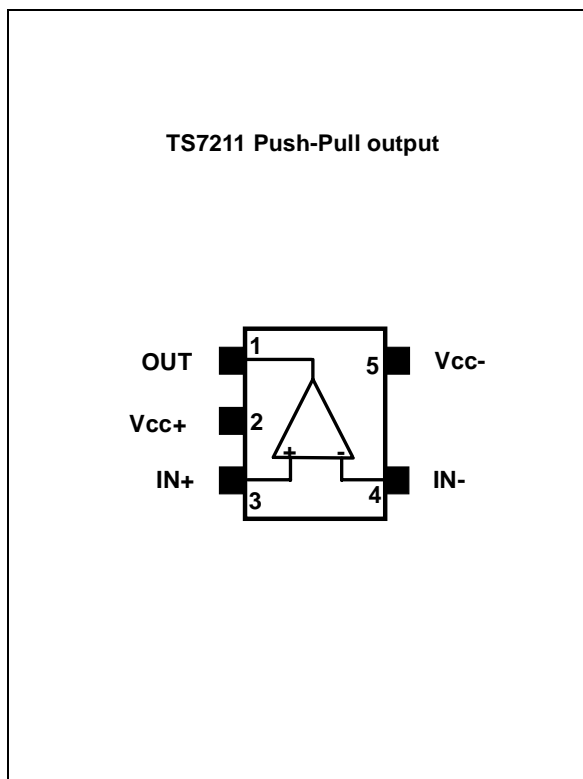 TS7211 Push-Pull output
OUT 1 5 Vcc-
Vcc+ 2
IN+ 3 + - 4 IN-